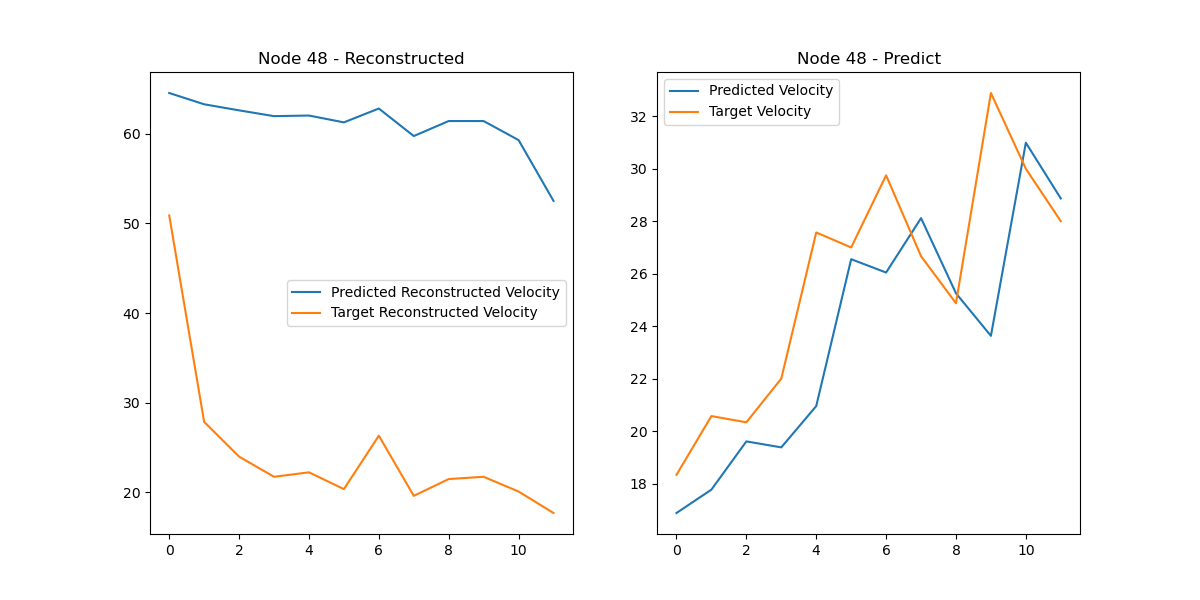 Node 48 - Reconstructed
60
50
40
30
20
0 2 4 6 8 10
Predicted Reconstructed Velocity
Target Reconstructed Velocity
Node 48 - Predict
Predicted Velocity
Target Velocity
32
30
28
26
24
22
20
18
0 2 4 6 8 10